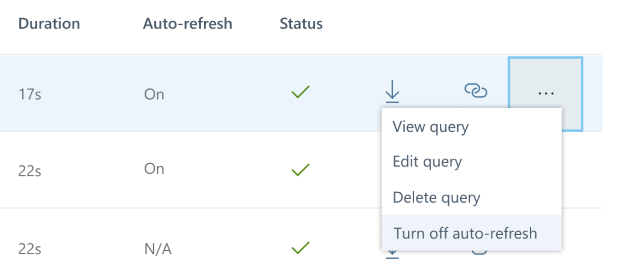 Duration Auto-refresh Status
17s On ...
View query
22s On
Edit query
Delete query
Turn off auto-refresh
22s N/A